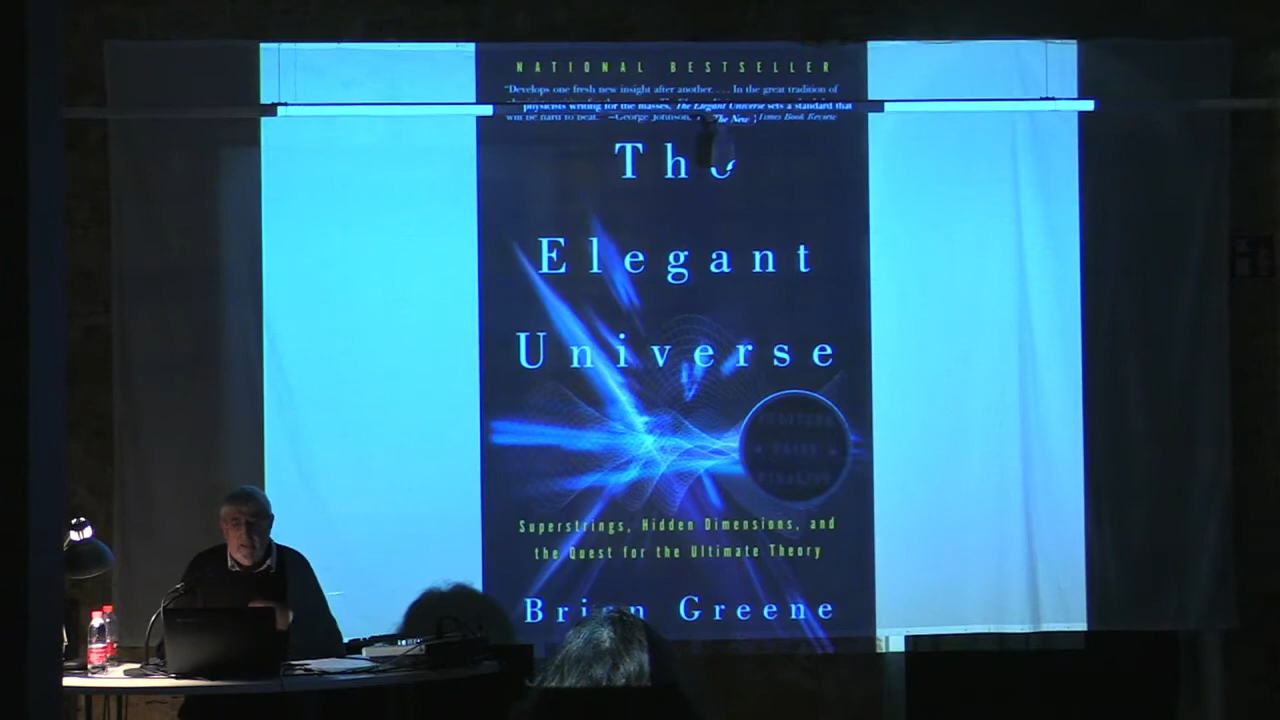 NATIONAL BESTSELLER
"Develops one fresh new insight after another. . . . In the great tradition of
physicists writing for the masses, The Elegant Universe sets a standard that
will be hard to beat." —George Johnson, The New Times Book Review
The
Elegant
Universe
Superstrings, Hidden Dimensions, and
the Quest for the Ultimate Theory
Brian Greene